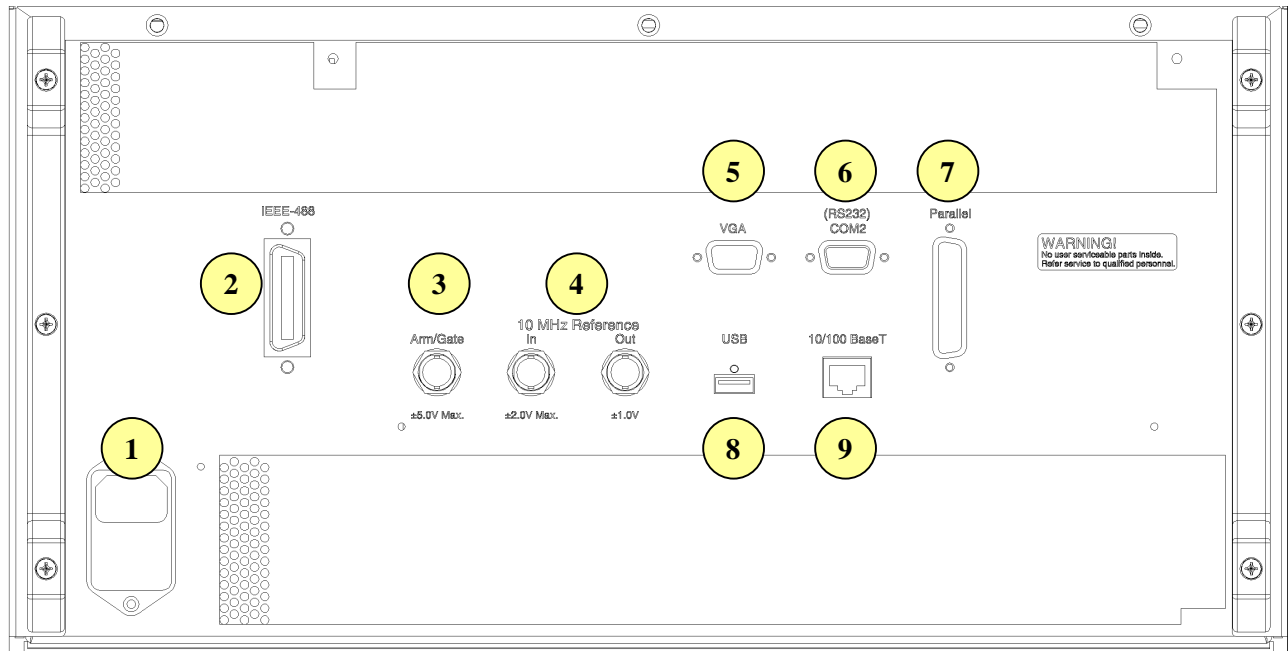 5
6
7
IEEE-488
(RS232)
Parallel
VGA
COM2
WARNING!
No user serviceable parts inside.
Refer service to qualified personnel.
2
3
4
10 MHz Reference
Arm/Gate
In
Out
USB
10/100 BaseT
±5.0V Max.
±2.0V Max.
±1.0V
1
8
9